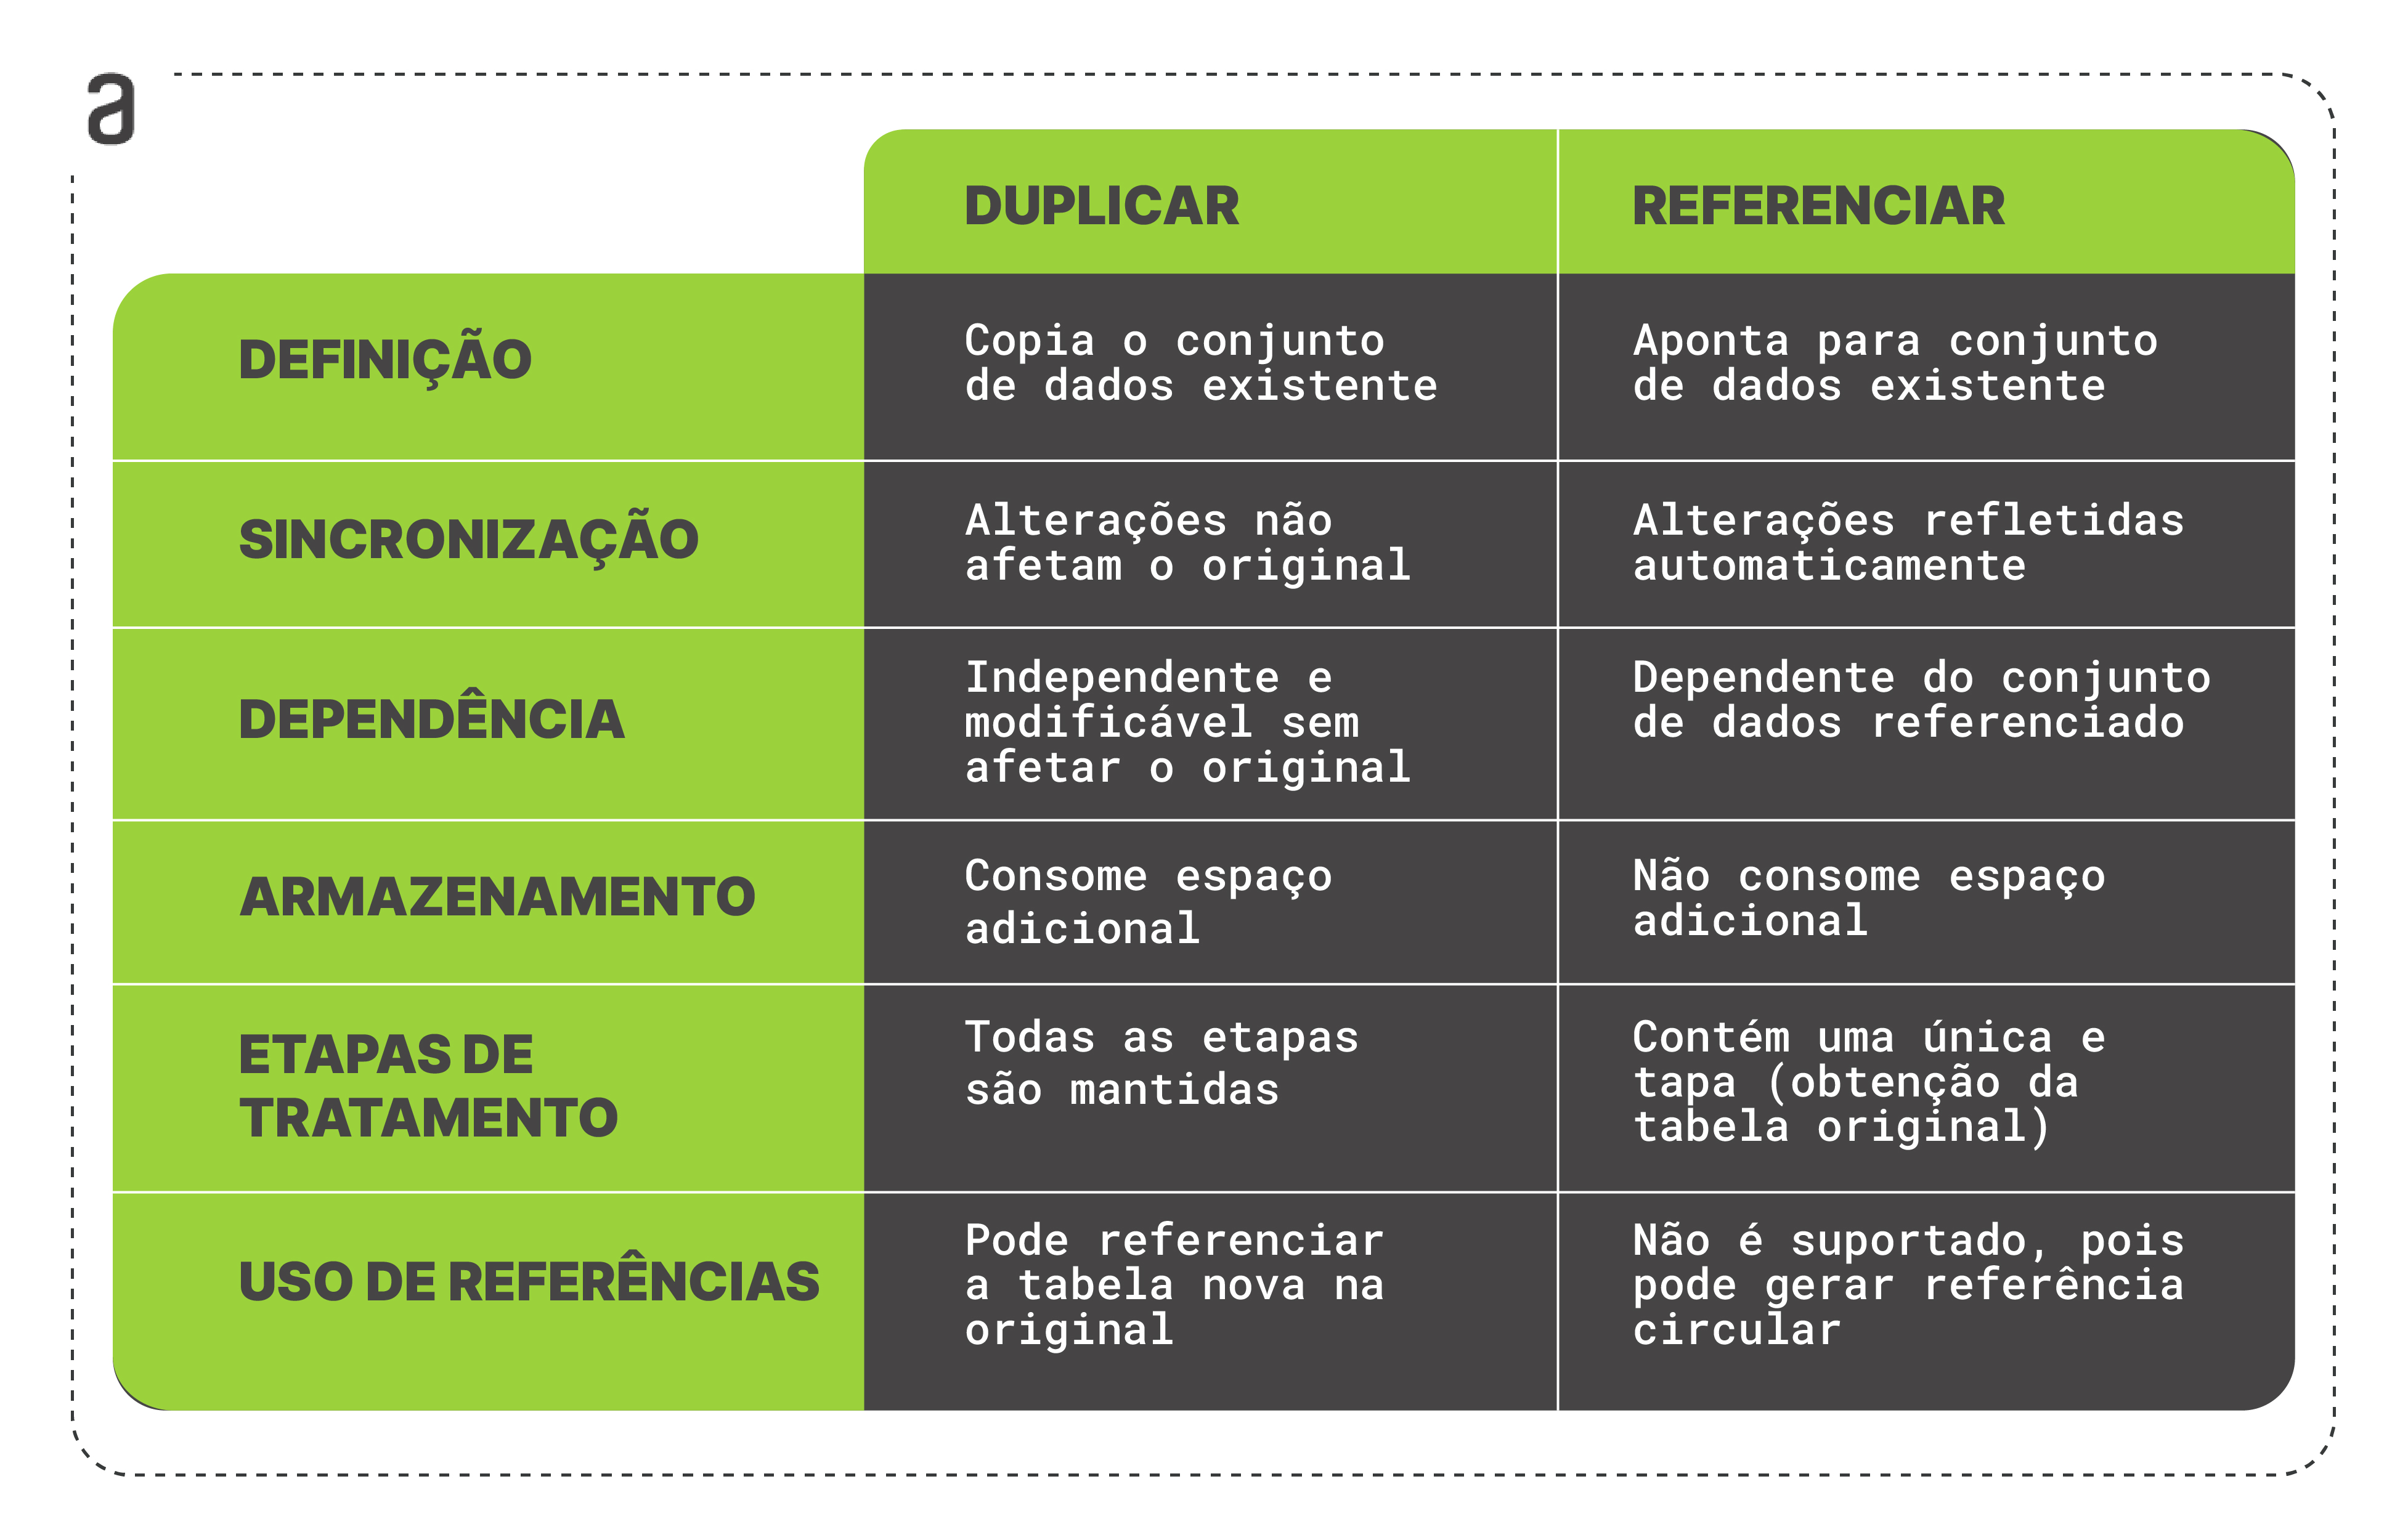 a
DUPLICAR
REFERENCIAR
DEFINIÇÃO
Copia o conjunto
de dados existente
Aponta para conjunto
de dados existente
SINCRONIZAÇÃO
Alterações não
afetam o original
Alterações refletidas
automaticamente
DEPENDÊNCIA
Independente e
modificável sem
afetar o original
Dependente do conjunto
de dados referenciado
ARMAZENAMENTO
Consome espaço
adicional
Não consome espaço
adicional
ETAPAS DE
TRATAMENTO
Todas as etapas
são mantidas
Contém uma única e
tapa (obtenção da
tabela original)
USO DE REFERÊNCIAS
Pode referenciar
a tabela nova na
original
Não é suportado, pois
pode gerar referência
circular